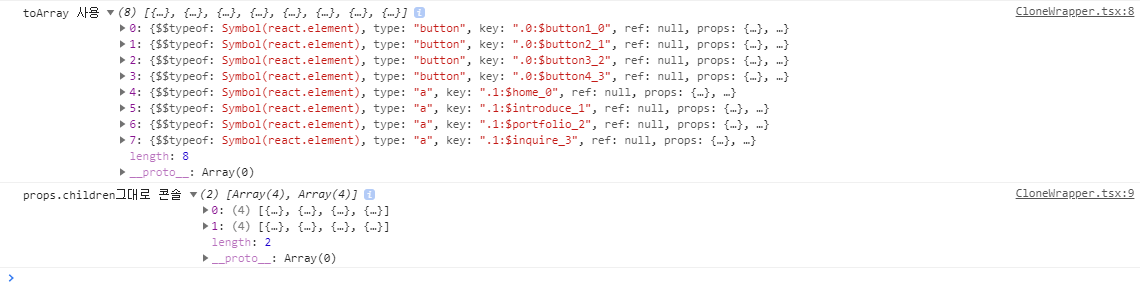 toArray 사용 ▼(8) [{…}, {…}, {…}, {…}, {…}, {…}, {…}, {…}] i CloneWrapper.tsx:8
▶0: {$$typeof: Symbol(react.element), type: "button", key: ".0:$button1_0", ref: null, props: {…}, …}
▶1: {$$typeof: Symbol(react.element), type: "button", key: ".0:$button2_1", ref: null, props: {…}, …}
▶2: {$$typeof: Symbol(react.element), type: "button", key: ".0:$button3_2", ref: null, props: {…}, …}
▶3: {$$typeof: Symbol(react.element), type: "button", key: ".0:$button4_3", ref: null, props: {…}, …}
▶4: {$$typeof: Symbol(react.element), type: "a", key: ".1:$home_0", ref: null, props: {…}, …}
▶5: {$$typeof: Symbol(react.element), type: "a", key: ".1:$introduce_1", ref: null, props: {…}, …}
▶6: {$$typeof: Symbol(react.element), type: "a", key: ".1:$portfolio_2", ref: null, props: {…}, …}
▶7: {$$typeof: Symbol(react.element), type: "a", key: ".1:$inquire_3", ref: null, props: {…}, …}
length: 8
▶__proto__: Array(0)
props.children그대로 콘솔 ▼(2) [Array(4), Array(4)] i CloneWrapper.tsx:9
▶0: (4) [{…}, {…}, {…}, {…}]
▶1: (4) [{…}, {…}, {…}, {…}]
length: 2
▶__proto__: Array(0)
>